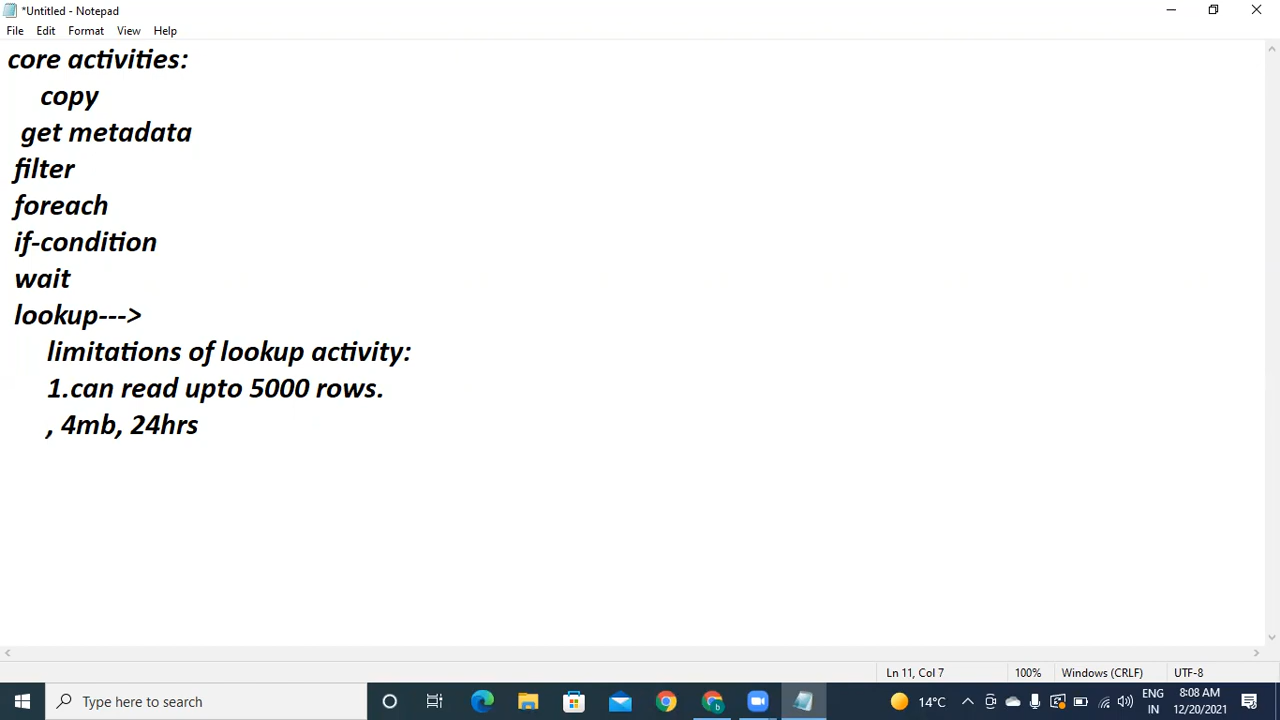 *Untitled - Notepad
File Edit Format View Help
core activities:
copy
get metadata
filter
foreach
if-condition
wait
lookup--->
limitations of lookup activity:
1.can read upto 5000 rows.
, 4mb, 24hrs
Ln 11, Col 7 100% Windows (CRLF) UTF-8
Type here to search 14°C ENG IN 8:08 AM 12/20/2021